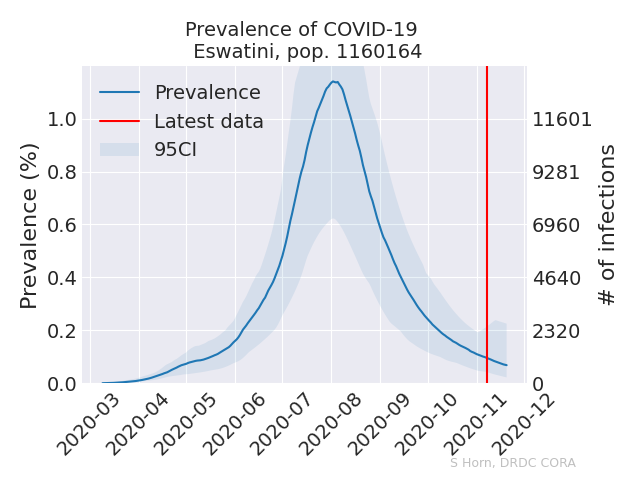 Prevalence of COVID-19
Eswatini, pop. 1160164
Prevalence
Latest data
95CI
Prevalence (%)
1.0
0.8
0.6
0.4
0.2
0.0
11601
9281
6960
4640
2320
0
# of infections
2020-03
2020-04
2020-05
2020-06
2020-07
2020-08
2020-09
2020-10
2020-11
2020-12
S Horn, DRDC CORA